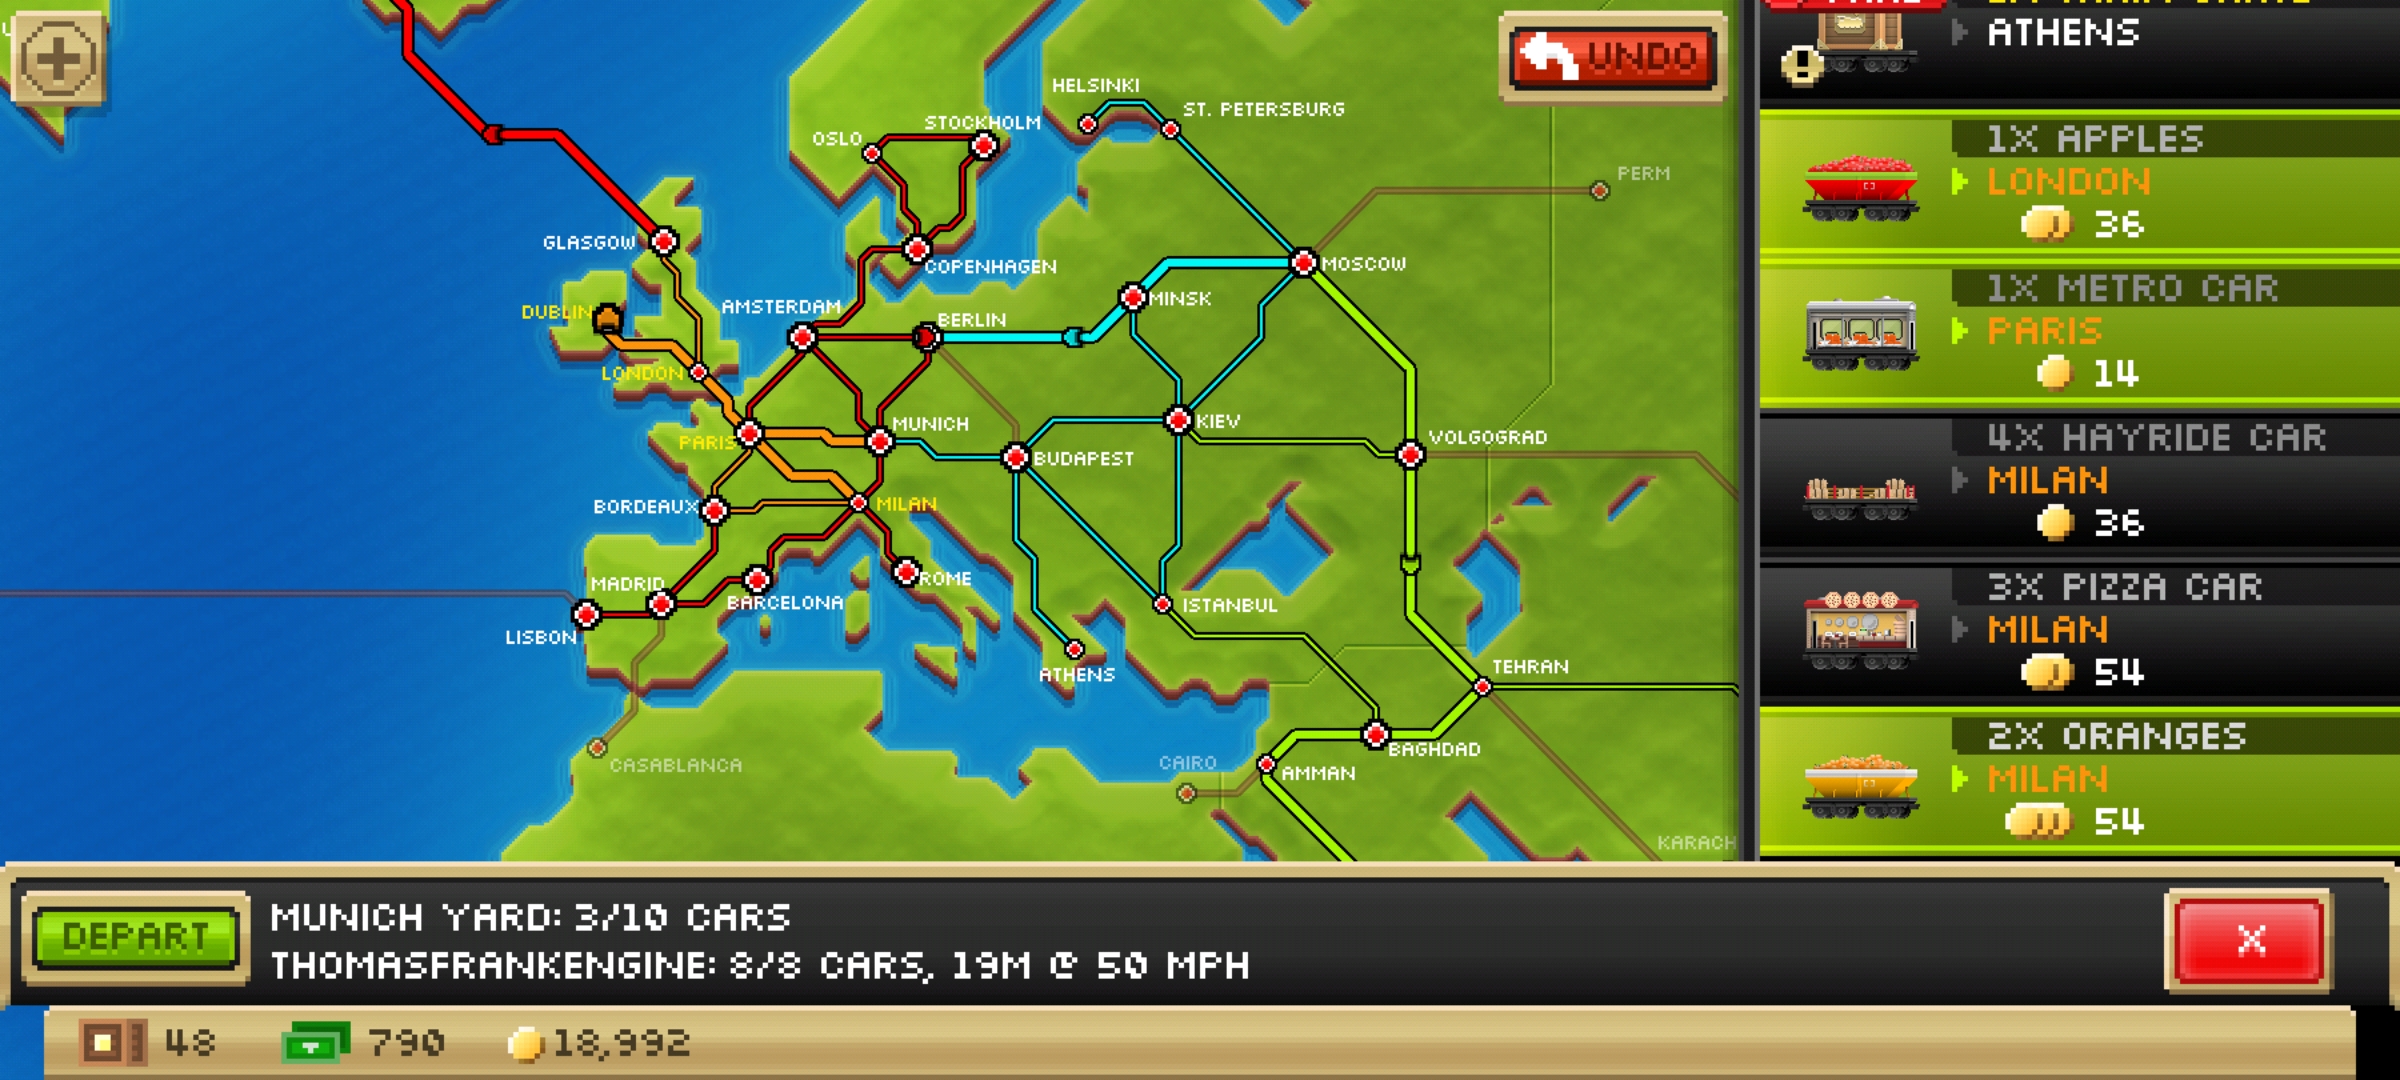 UNDO
HELSINKI
ST. PETERSBURG
STOCKHOLM
OSLO
PERM
GLASGOW
COPENHAGEN
MOSCOW
MINSK
DUBLIN
AMSTERDAM
BERLIN
LONDON
MUNICH
KIEV
PARIS
BUDAPEST
VOLGOGRAD
BORDEAUX
MILAN
MADRID
ROME
BARCELONA
ISTANBUL
LISBON
ATHENS
TEHRAN
CASABLANCA
CAIRO
BAGHDAD
AMMAN
KARACH
ATHENS
1X APPLES
LONDON
36
1X METRO CAR
PARIS
14
4X HAYRIDE CAR
MILAN
36
3X PIZZA CAR
MILAN
54
2X ORANGES
MILAN
54
DEPART
MUNICH YARD: 3/10 CARS
THOMASFRANKENGINE: 8/8 CARS, 19M @ 50 MPH
X
48
790
18,992